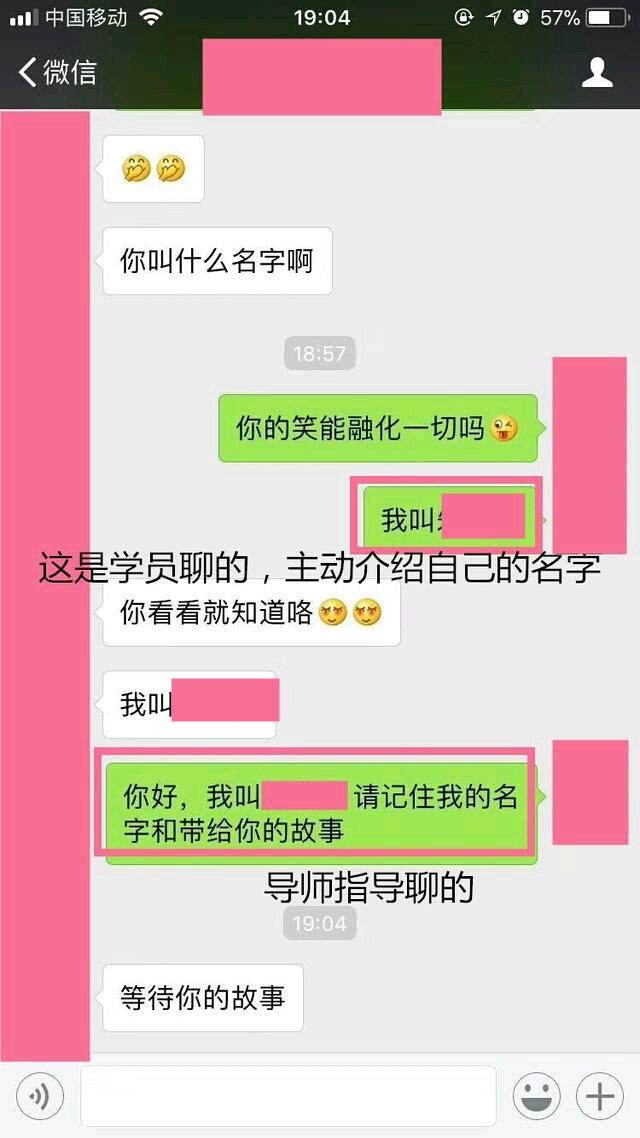 中国移动 19:04 57%
微信
你叫什么名字啊
18:57
你的笑能融化一切吗
我叫
这是学员聊的，主动介绍自己的名字
你看看就知道咯
我叫
你好，我叫 请记住我的名
字和带给你的故事
导师指导聊的
19:04
等待你的故事